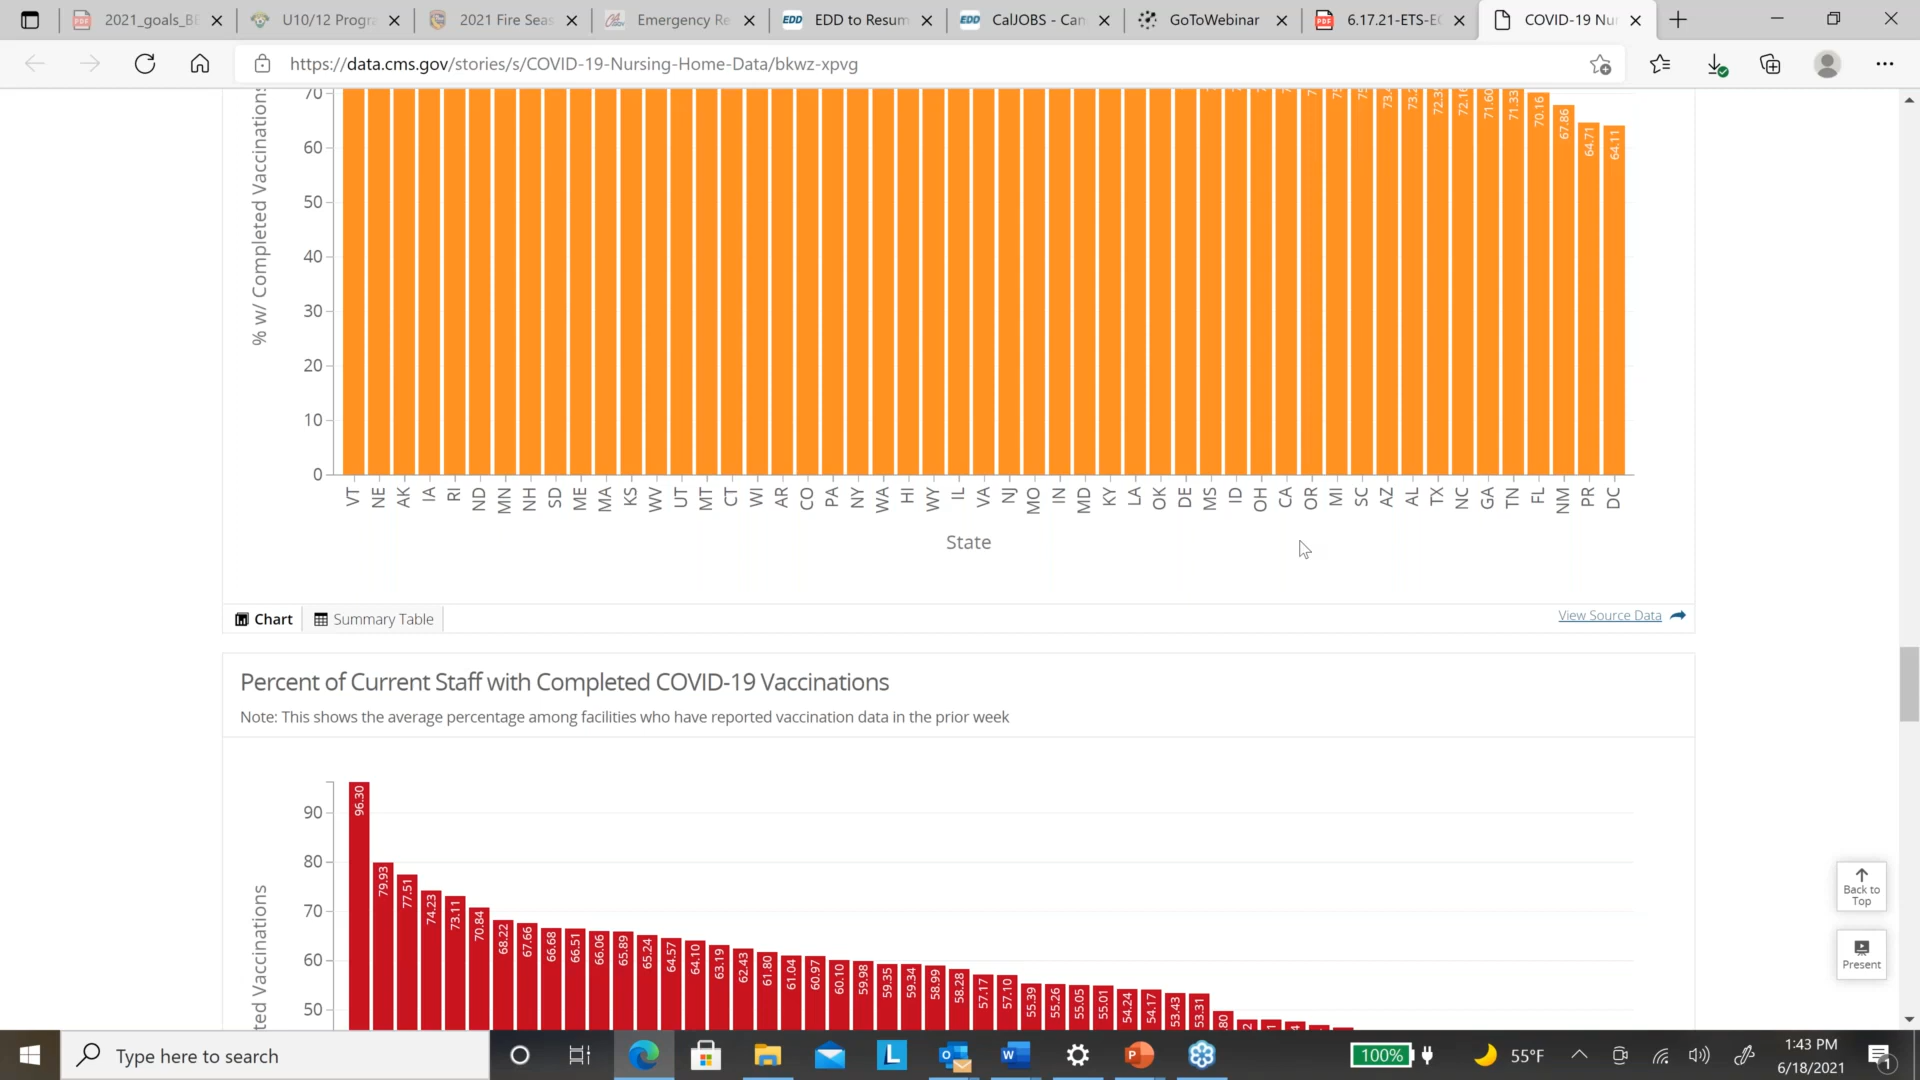 2021_goals_BE
U10/12 Progra
2021 Fire Seas
Emergency Re
EDD to Resum
CalJOBS - Can
GoToWebinar
6.17.21-ETS-EC
COVID-19 Nu
https://data.cms.gov/stories/s/COVID-19-Nursing-Home-Data/bkwz-xpvg
% w/ Completed Vaccinations
70
60
50
40
30
20
10
0
72.16
71.60
71.33
70.16
67.86
64.71
64.11
VT NE AK IA RI ND MN NH SD ME MA KS WV UT MT CT WI AR CO PA NY WA HI WY IL VA NJ MO IN MD KY LA OK DE MS ID OH CA OR MI SC AZ AL TX NC GA TN FL NM PR DC
State
Chart
Summary Table
View Source Data
Percent of Current Staff with Completed COVID-19 Vaccinations
Note: This shows the average percentage among facilities who have reported vaccination data in the prior week
ted Vaccinations
90
80
70
60
50
96.30 79.93 77.51 74.23 73.11 70.84 68.22 67.66 66.68 66.51 66.06 65.89 65.24 64.57 64.10 63.19 62.43 61.80 61.04 60.97 60.10 59.98 59.35 59.34 58.99 58.28 57.17 57.10 55.39 55.26 55.05 55.01 54.24 54.17 53.43 53.31
Back to
Top
Present
Type here to search
100%
55°F
1:43 PM
6/18/2021
1